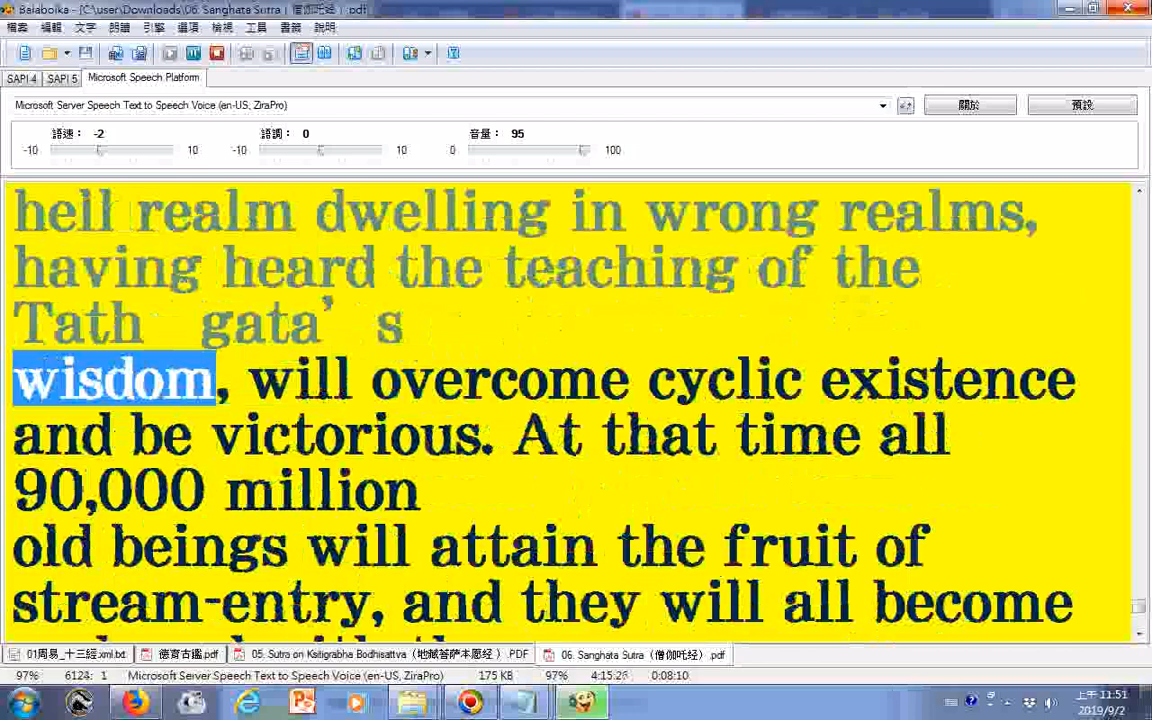 Balabolka - [C:\user\Downloads\06. Sanghata Sutra（僧伽吒经）.pdf]
檔案 編輯 文字 朗讀 引擎 選項 檢視 工具 書籤 說明
SAPI 4 SAPI 5 Microsoft Speech Platform
Microsoft Server Speech Text to Speech Voice (en-US, ZiraPro) 關於 預設
語速： -2 語調： 0 音量： 95
-10 10 -10 10 0 100
hell realm dwelling in wrong realms,
having heard the teaching of the
Tath gata’ s
wisdom, will overcome cyclic existence
and be victorious. At that time all
90,000 million
old beings will attain the fruit of
stream-entry, and they will all become
01周易_十三經.xml.txt 德育古鑑.pdf 05. Sutra on Ksitigrabha Bodhisattva（地藏菩萨本愿经）.PDF 06. Sanghata Sutra（僧伽吒经）.pdf
97% 6124: 1 Microsoft Server Speech Text to Speech Voice (en-US, ZiraPro) 175 KB 97% 4:15:26 0:08:10
上午 11:51
2019/9/2